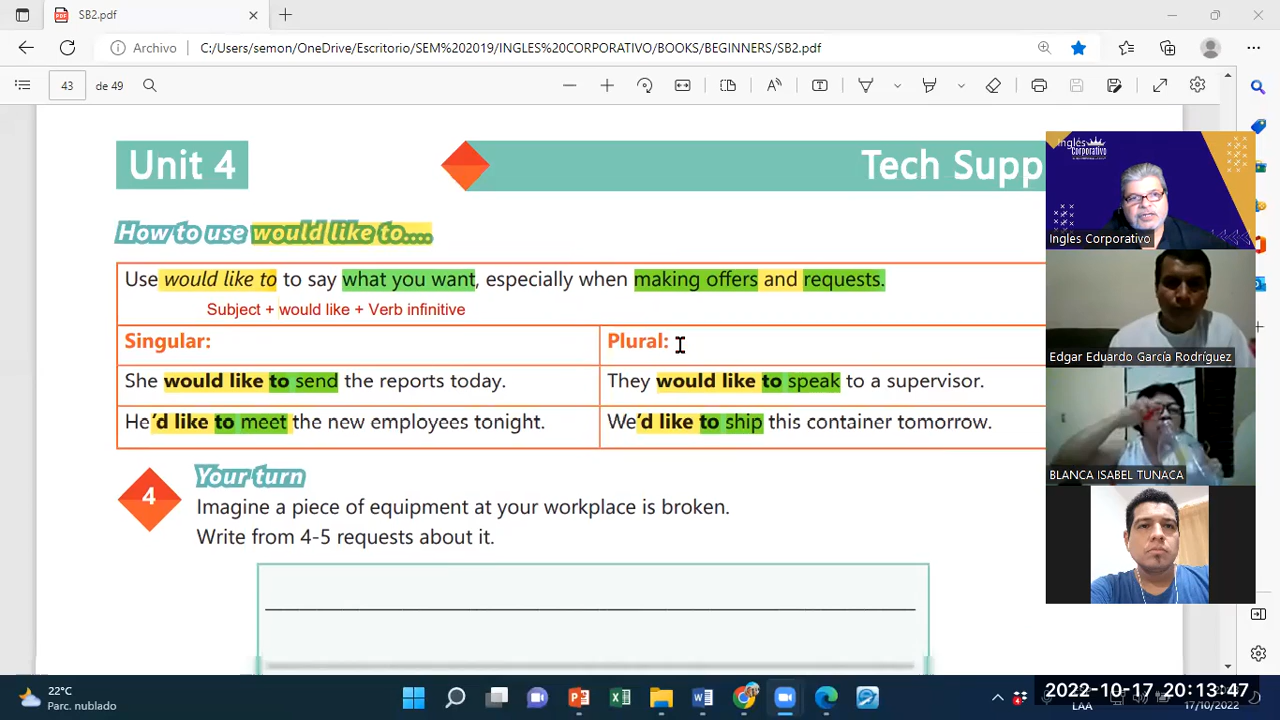 SB2.pdf
Archivo
C:/Users/semon/OneDrive/Escritorio/SEM%202019/INGLES%20CORPORATIVO/BOOKS/BEGINNERS/SB2.pdf
43
de 49
Unit 4
Tech Supp
How to use would like to....
Use would like to to say what you want, especially when making offers and requests.
Subject + would like + Verb infinitive
Singular:
Plural:
She would like to send the reports today.
They would like to speak to a supervisor.
He'd like to meet the new employees tonight.
We'd like to ship this container tomorrow.
4
Your turn
Imagine a piece of equipment at your workplace is broken.
Write from 4-5 requests about it.
Inglés
Corporativo
Ingles Corporativo
Edgar Eduardo García Rodríguez
BLANCA ISABEL TUNACA
22°C
Parc. nublado
2022-10-17 20:13:47
LAA
17/10/2022